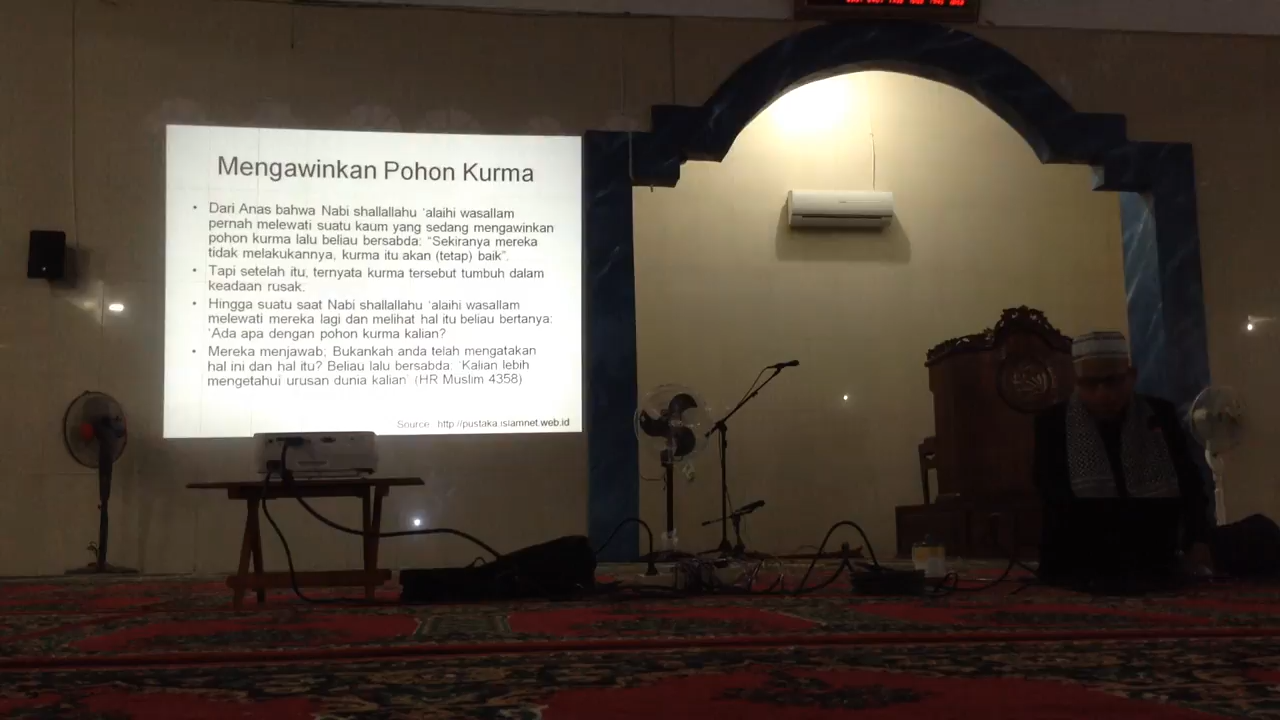 Mengawinkan Pohon Kurma
• Dari Anas bahwa Nabi shallallahu ‘alaihi wasallam
pernah melewati suatu kaum yang sedang mengawinkan
pohon kurma lalu beliau bersabda: “Sekiranya mereka
tidak melakukannya, kurma itu akan (tetap) baik”.
• Tapi setelah itu, ternyata kurma tersebut tumbuh dalam
keadaan rusak.
• Hingga suatu saat Nabi shallallahu ‘alaihi wasallam
melewati mereka lagi dan melihat hal itu beliau bertanya:
‘Ada apa dengan pohon kurma kalian?
• Mereka menjawab; Bukankah anda telah mengatakan
hal ini dan hal itu? Beliau lalu bersabda: ‘Kalian lebih
mengetahui urusan dunia kalian’ (HR Muslim 4358)
Source : http://pustaka.islamnet.web.id